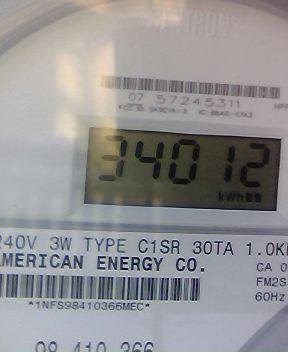 07 57245311
34012
kWh
240V 3W TYPE C1SR 30TA 1.0K
AMERICAN ENERGY CO.
CA 0
FM2S
60Hz
*1NFS98410366MEC*
98 410 366